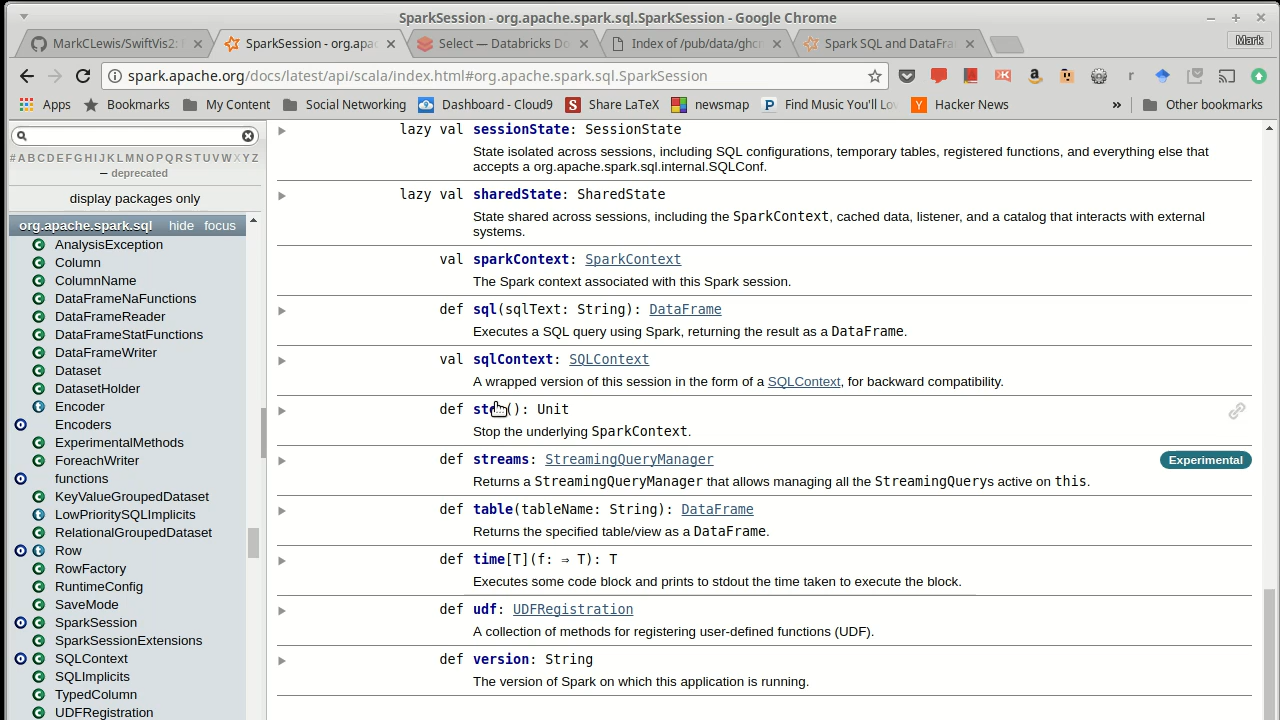 SparkSession - org.apache.spark.sql.SparkSession - Google Chrome
MarkCLewis/SwiftVis2:
SparkSession - org.apa
Select — Databricks Do
Index of /pub/data/ghcn
Spark SQL and DataFra
Mark
spark.apache.org/docs/latest/api/scala/index.html#org.apache.spark.sql.SparkSession
Apps Bookmarks My Content Social Networking Dashboard - Cloud9 Share LaTeX newsmap Find Music You'll Lo Hacker News » Other bookmarks
#ABCDEFGHIJKLMNOPQRSTUVWXYZ
– deprecated
display packages only
org.apache.spark.sql hide focus
AnalysisException
Column
ColumnName
DataFrameNaFunctions
DataFrameReader
DataFrameStatFunctions
DataFrameWriter
Dataset
DatasetHolder
Encoder
Encoders
ExperimentalMethods
ForeachWriter
functions
KeyValueGroupedDataset
LowPrioritySQLImplicits
RelationalGroupedDataset
Row
RowFactory
RuntimeConfig
SaveMode
SparkSession
SparkSessionExtensions
SQLContext
SQLImplicits
TypedColumn
UDFRegistration
lazy val sessionState: SessionState
State isolated across sessions, including SQL configurations, temporary tables, registered functions, and everything else that
accepts a org.apache.spark.sql.internal.SQLConf.
lazy val sharedState: SharedState
State shared across sessions, including the SparkContext, cached data, listener, and a catalog that interacts with external
systems.
val sparkContext: SparkContext
The Spark context associated with this Spark session.
def sql(sqlText: String): DataFrame
Executes a SQL query using Spark, returning the result as a DataFrame.
val sqlContext: SQLContext
A wrapped version of this session in the form of a SQLContext, for backward compatibility.
def stop(): Unit
Stop the underlying SparkContext.
def streams: StreamingQueryManager
Experimental
Returns a StreamingQueryManager that allows managing all the StreamingQuerys active on this.
def table(tableName: String): DataFrame
Returns the specified table/view as a DataFrame.
def time[T](f: ⇒ T): T
Executes some code block and prints to stdout the time taken to execute the block.
def udf: UDFRegistration
A collection of methods for registering user-defined functions (UDF).
def version: String
The version of Spark on which this application is running.